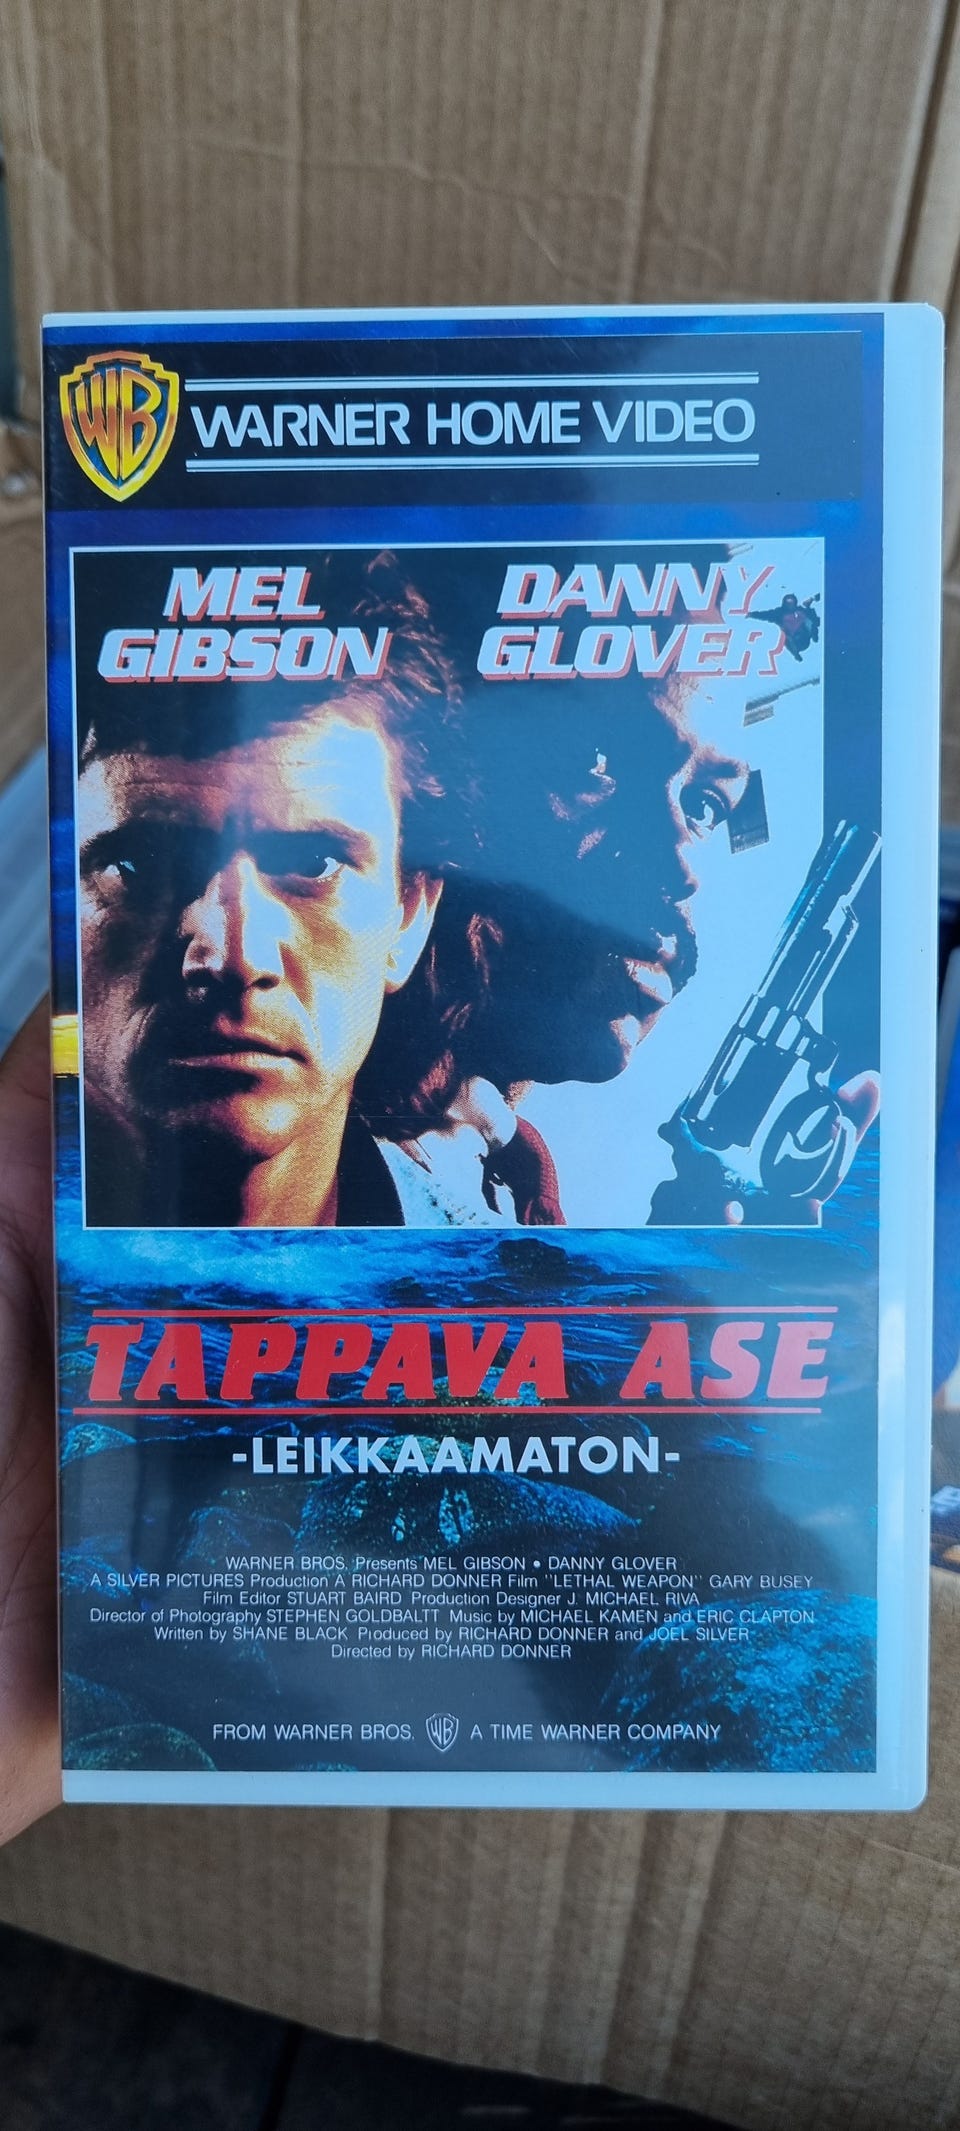 WB WARNER HOME VIDEO
MEL GIBSON
DANNY GLOVER
TAPPAVA ASE
-LEIKKAAMATON-
WARNER BROS. Presents MEL GIBSON • DANNY GLOVER
A SILVER PICTURES Production A RICHARD DONNER Film "LETHAL WEAPON" GARY BUSEY
Film Editor STUART BAIRD Production Designer J. MICHAEL RIVA
Director of Photography STEPHEN GOLDBALTT Music by MICHAEL KAMEN and ERIC CLAPTON
Written by SHANE BLACK Produced by RICHARD DONNER and JOEL SILVER
Directed by RICHARD DONNER
FROM WARNER BROS. WB A TIME WARNER COMPANY